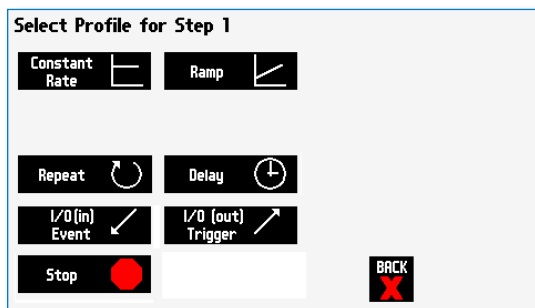 Select Profile for Step 1
Constant
Rate
Ramp
Repeat
Delay
I/O(in)
Event
I/O (out)
Trigger
Stop
BACK
X